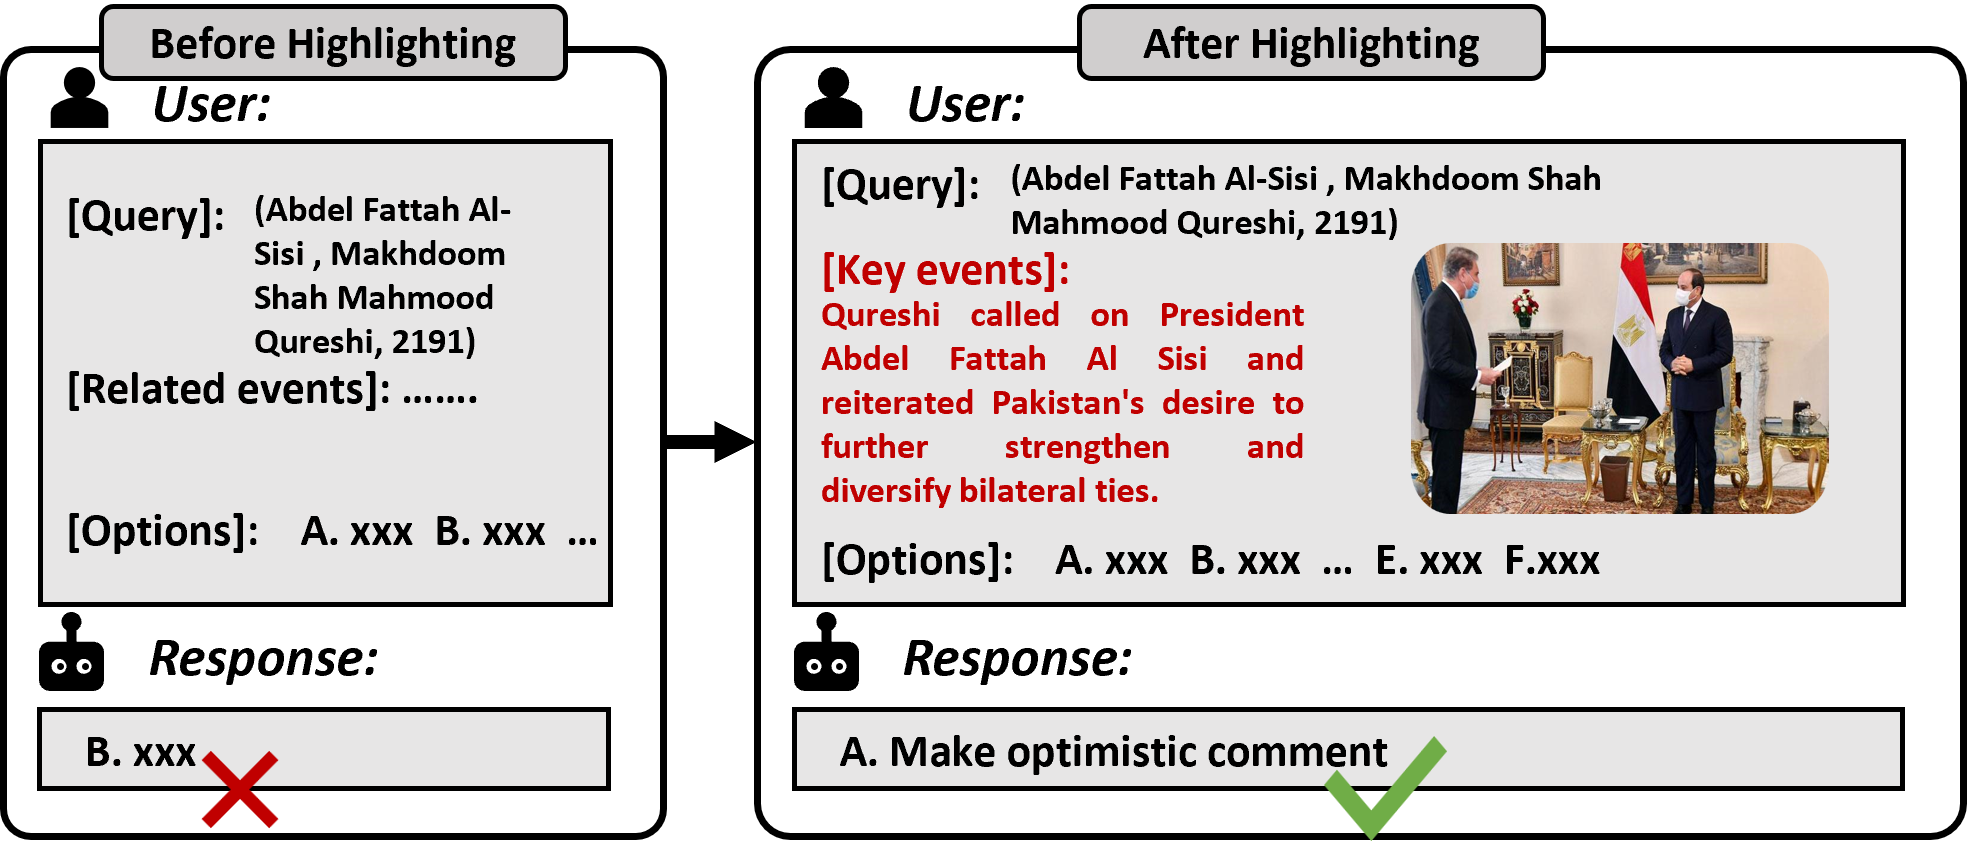 Before Highlighting
User:
[Query]: (Abdel Fattah Al-
Sisi , Makhdoom
Shah Mahmood
Qureshi, 2191)
[Related events]: .......
[Options]: A. xxx B. xxx ...
Response:
B. xxx
After Highlighting
User:
[Query]: (Abdel Fattah Al-Sisi , Makhdoom Shah
Mahmood Qureshi, 2191)
[Key events]:
Qureshi called on President
Abdel Fattah Al Sisi and
reiterated Pakistan's desire to
further strengthen and
diversify bilateral ties.
[Options]: A. xxx B. xxx ... E. xxx F.xxx
Response:
A. Make optimistic comment